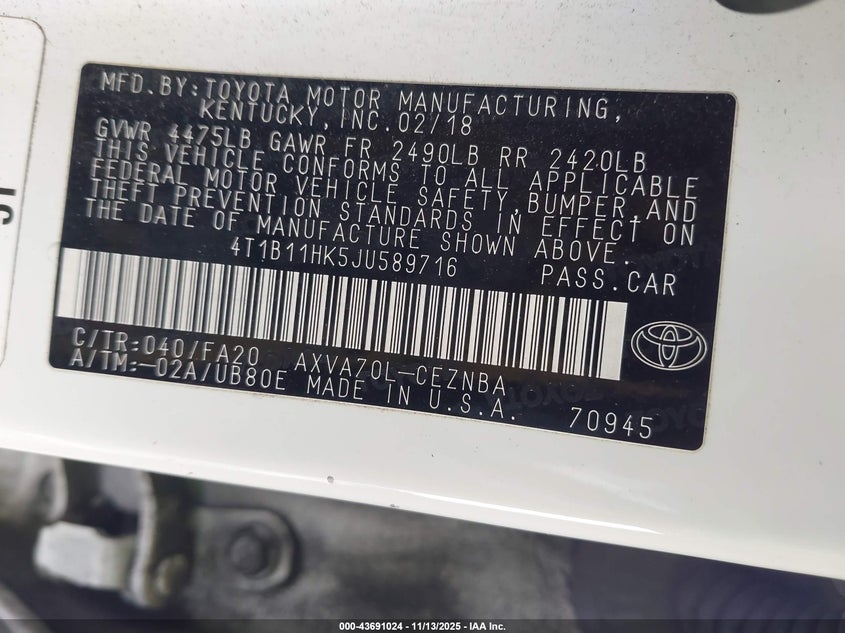 MFD.BY:TOYOTA MOTOR MANUFACTURING,
KENTUCKY,INC.02/18
GVWR 4475LB GAWR FR 2490LB RR 2420LB
THIS VEHICLE CONFORMS TO ALL APPLICABLE
FEDERAL MOTOR VEHICLE SAFETY,BUMPER,AND
THEFT PREVENTION STANDARDS IN EFFECT ON
THE DATE OF MANUFACTURE SHOWN ABOVE.
4T1B11HK5JU589716 PASS.CAR
C/TR:040/FA20 AXVA70L-CEZNBA
A/TM:-02A/UB80E MADE IN U.S.A. 70945
000-43691024 - 11/13/2025 - IAA Inc.